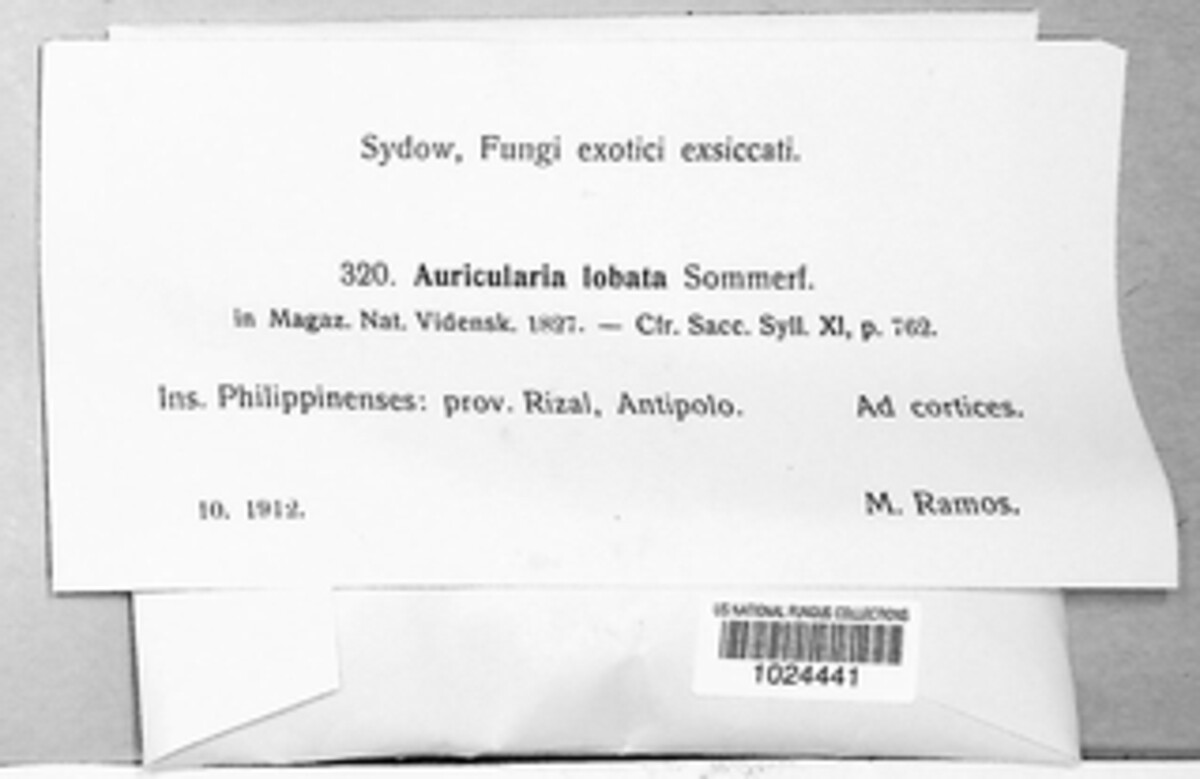 Sydow, Fungi exotici exsiccati.
320. Auricularia lobata Sommerf.
in Magaz. Nat. Vidensk. 1827. — Cfr. Sacc. Syll. XI, p. 762.
Ins. Philippinenses: prov. Rizal, Antipolo. Ad cortices.
10. 1912. M. Ramos.
US NATIONAL FUNGUS COLLECTIONS
1024441